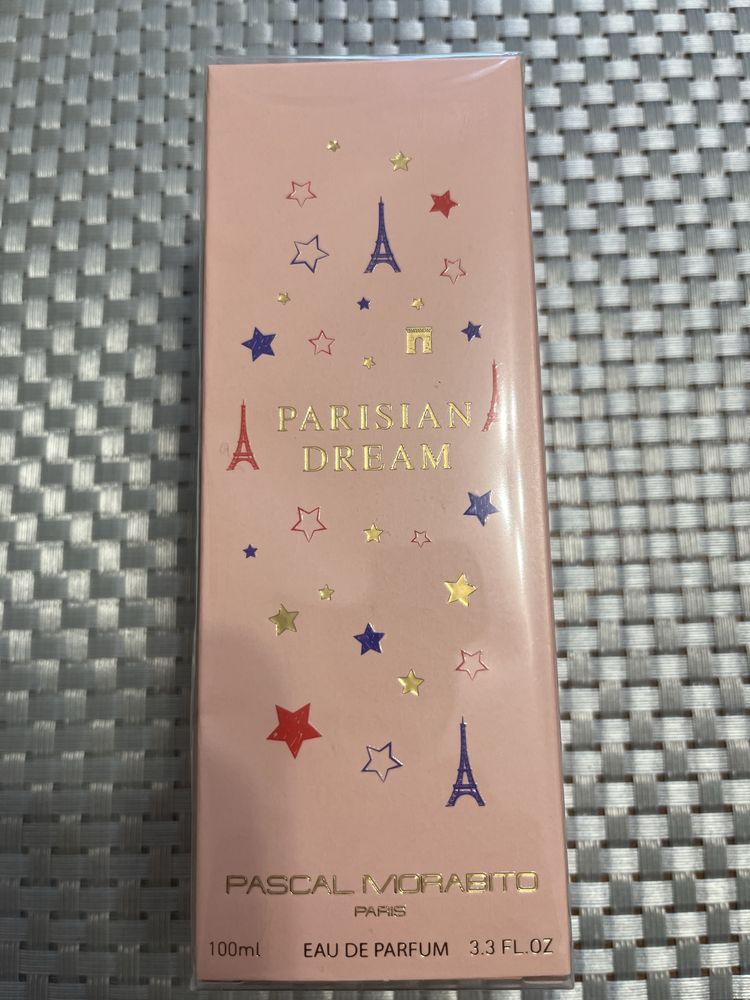 PARISIAN
DREAM
PASCAL MORABITO
PARIS
100ml EAU DE PARFUM 3.3 FL.OZ